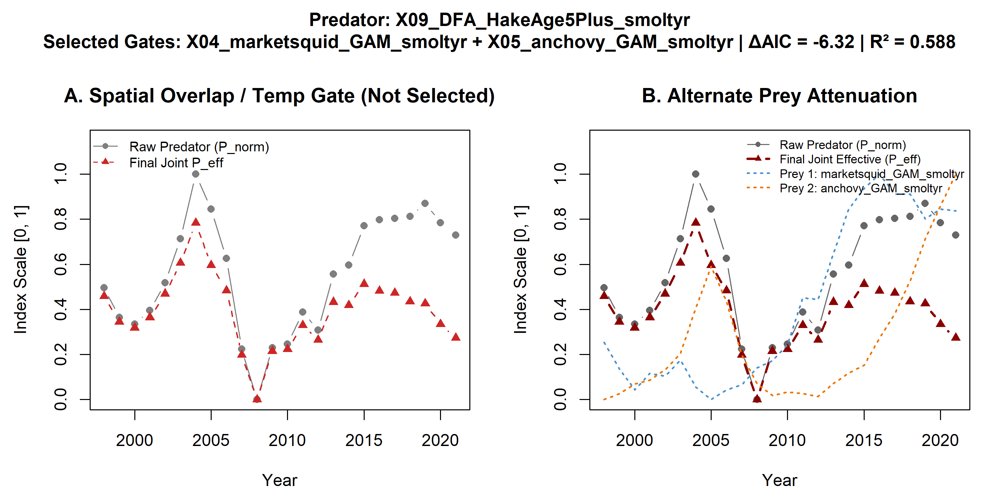 Predator: X09_DFA_HakeAge5Plus_smoltyr
Selected Gates: X04_marketsquid_GAM_smoltyr + X05_anchovy_GAM_smoltyr | ΔAIC = -6.32 | R² = 0.588
A. Spatial Overlap / Temp Gate (Not Selected)
Raw Predator (P_norm)
Final Joint P_eff
Index Scale [0, 1]
1.0
0.8
0.6
0.4
0.2
0.0
2000
2005
2010
2015
2020
Year
B. Alternate Prey Attenuation
Raw Predator (P_norm)
Final Joint Effective (P_eff)
Prey 1: marketsquid_GAM_smoltyr
Prey 2: anchovy_GAM_smoltyr
Index Scale [0, 1]
1.0
0.8
0.6
0.4
0.2
0.0
2000
2005
2010
2015
2020
Year